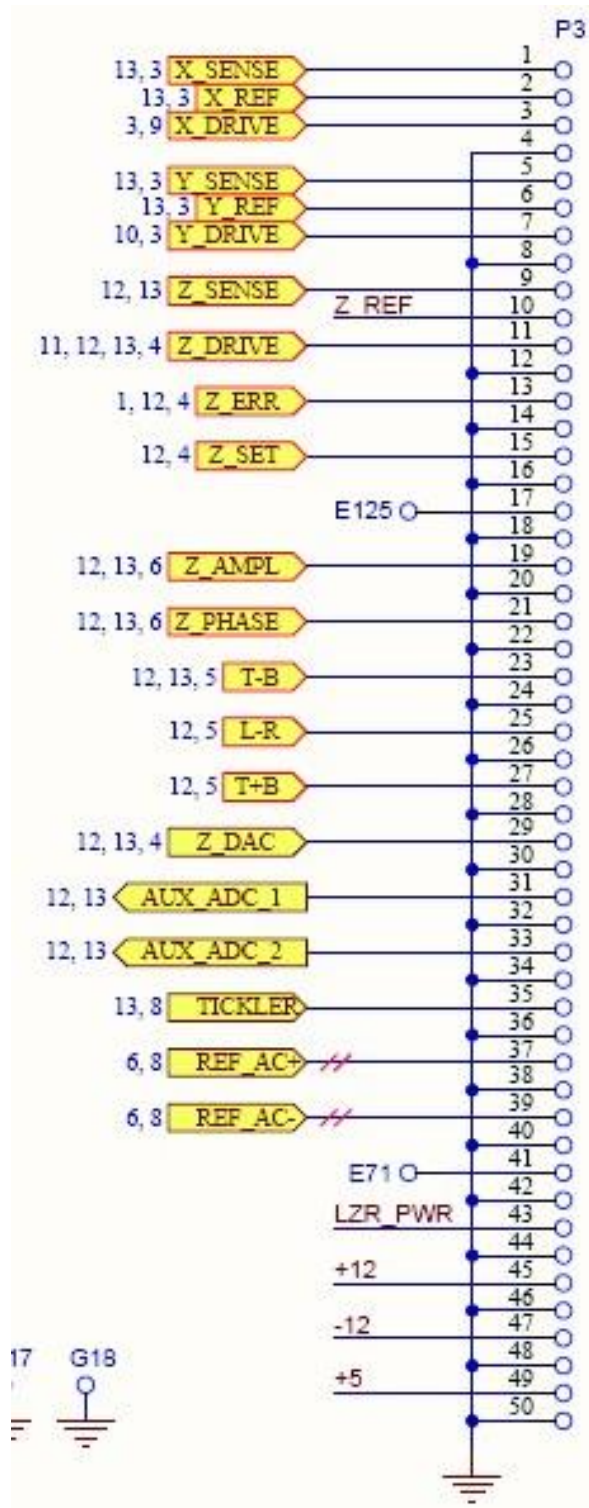 P3
1
13, 3 X_SENSE
2
13, 3 X_REF
3
3, 9 X_DRIVE
4
5
13, 3 Y_SENSE
6
13, 3 Y_REF
7
10, 3 Y_DRIVE
8
9
12, 13 Z_SENSE
Z_REF 10
11
11, 12, 13, 4 Z_DRIVE
12
13
1, 12, 4 Z_ERR
14
15
12, 4 Z_SET
16
17
E125
18
19
12, 13, 6 Z_AMPL
20
21
12, 13, 6 Z_PHASE
22
23
12, 13, 5 T-B
24
25
12, 5 L-R
26
27
12, 5 T+B
28
29
12, 13, 4 Z_DAC
30
31
12, 13 AUX_ADC_1
32
33
12, 13 AUX_ADC_2
34
35
13, 8 TICKLER
36
37
6, 8 REF_AC+
38
39
6, 8 REF_AC-
40
41
E71
42
LZR_PWR 43
44
+12 45
46
-12 47
48
17 G18
+5 49
50